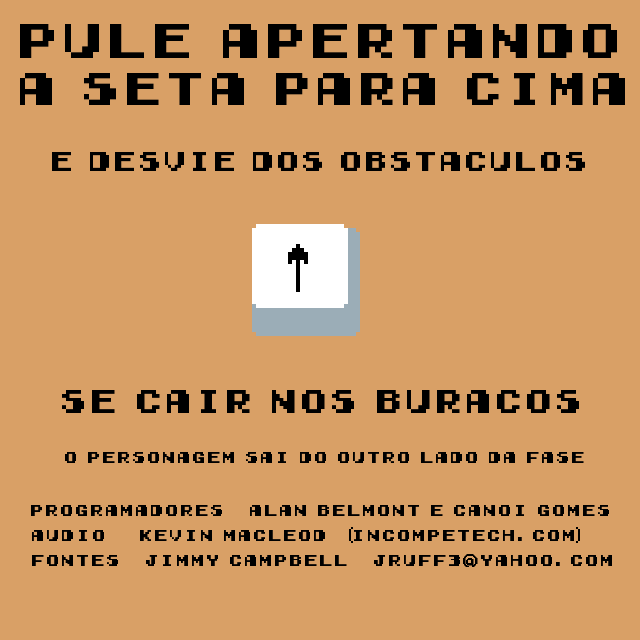 PULE APERTANDO
A SETA PARA CIMA
E DESVIE DOS OBSTACULOS
↑
SE CAIR NOS BURACOS
O PERSONAGEM SAI DO OUTRO LADO DA FASE
PROGRAMADORES ALAN BELMONT E CANOI GOMES
AUDIO KEVIN MACLEOD (INCOMPETECH.COM)
FONTES JIMMY CAMPBELL JRUFF3@YAHOO.COM